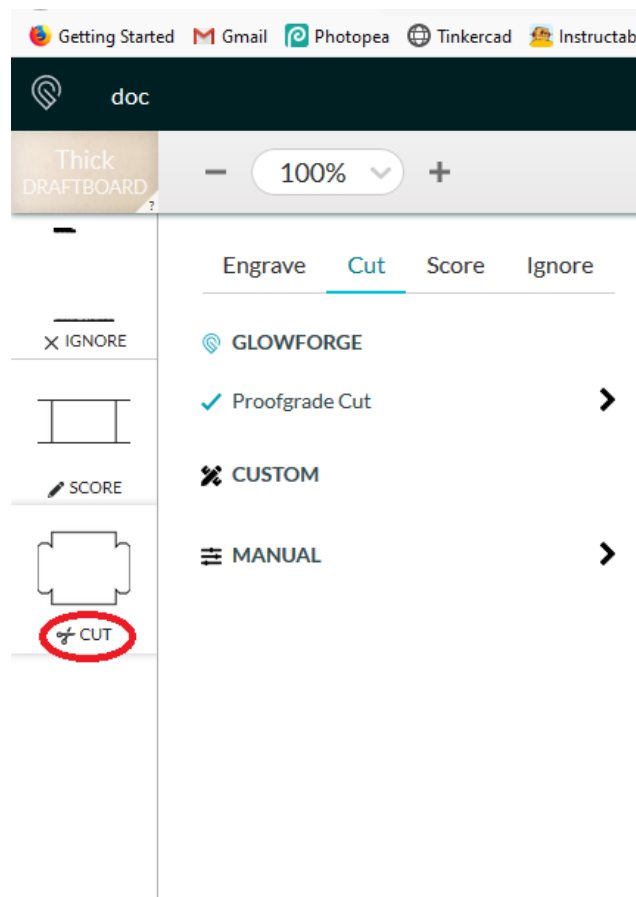 Getting Started Gmail Photopea Tinkercad Instructab
doc
Thick
DRAFTBOARD
?
100%
Engrave Cut Score Ignore
IGNORE
GLOWFORGE
Proofgrade Cut
CUSTOM
SCORE
MANUAL
CUT